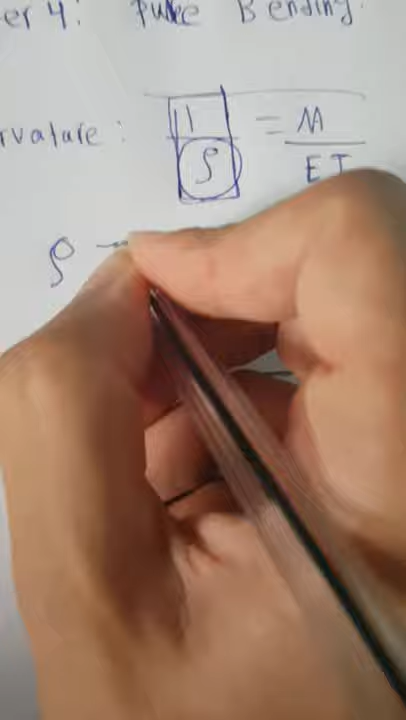 er 4: Pure Bending
rvature: 1/ρ = M/EI
ρ →